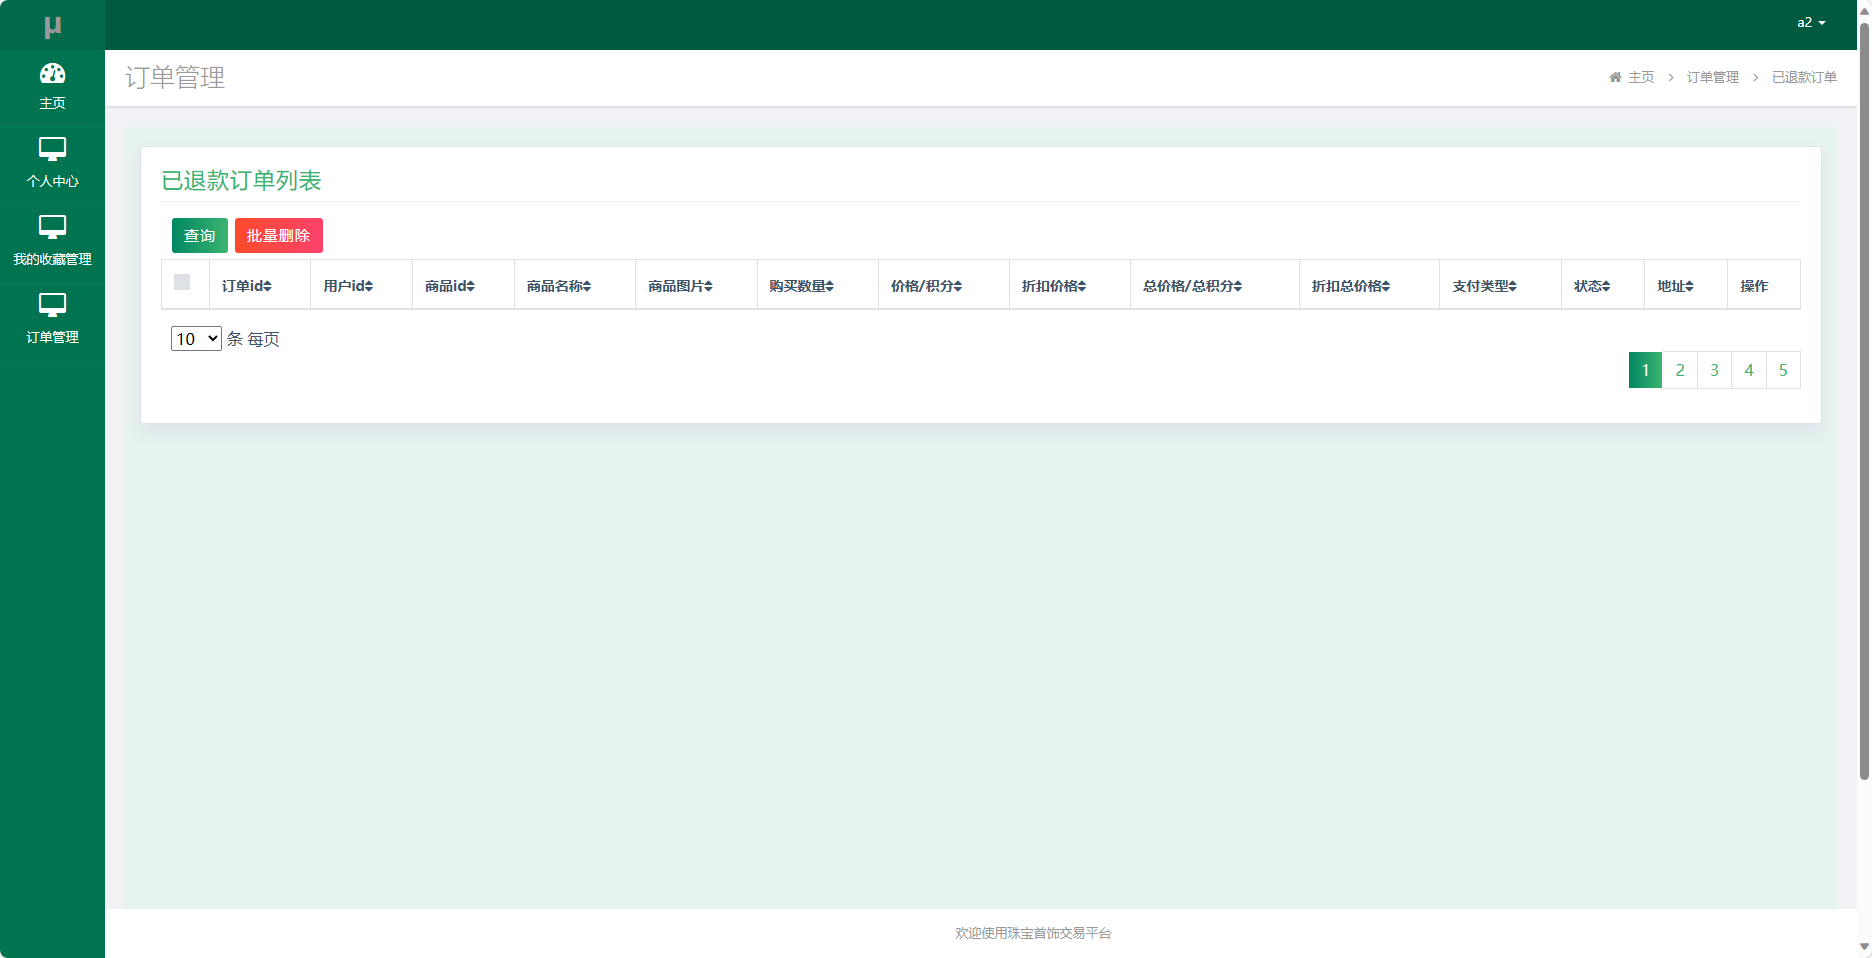 μ
a2
主页
个人中心
我的收藏管理
订单管理
订单管理
主页 > 订单管理 > 已退款订单
已退款订单列表
查询 批量删除
订单id 用户id 商品id 商品名称 商品图片 购买数量 价格/积分 折扣价格 总价格/总积分 折扣总价格 支付类型 状态 地址 操作
10 条 每页
1 2 3 4 5
欢迎使用珠宝首饰交易平台